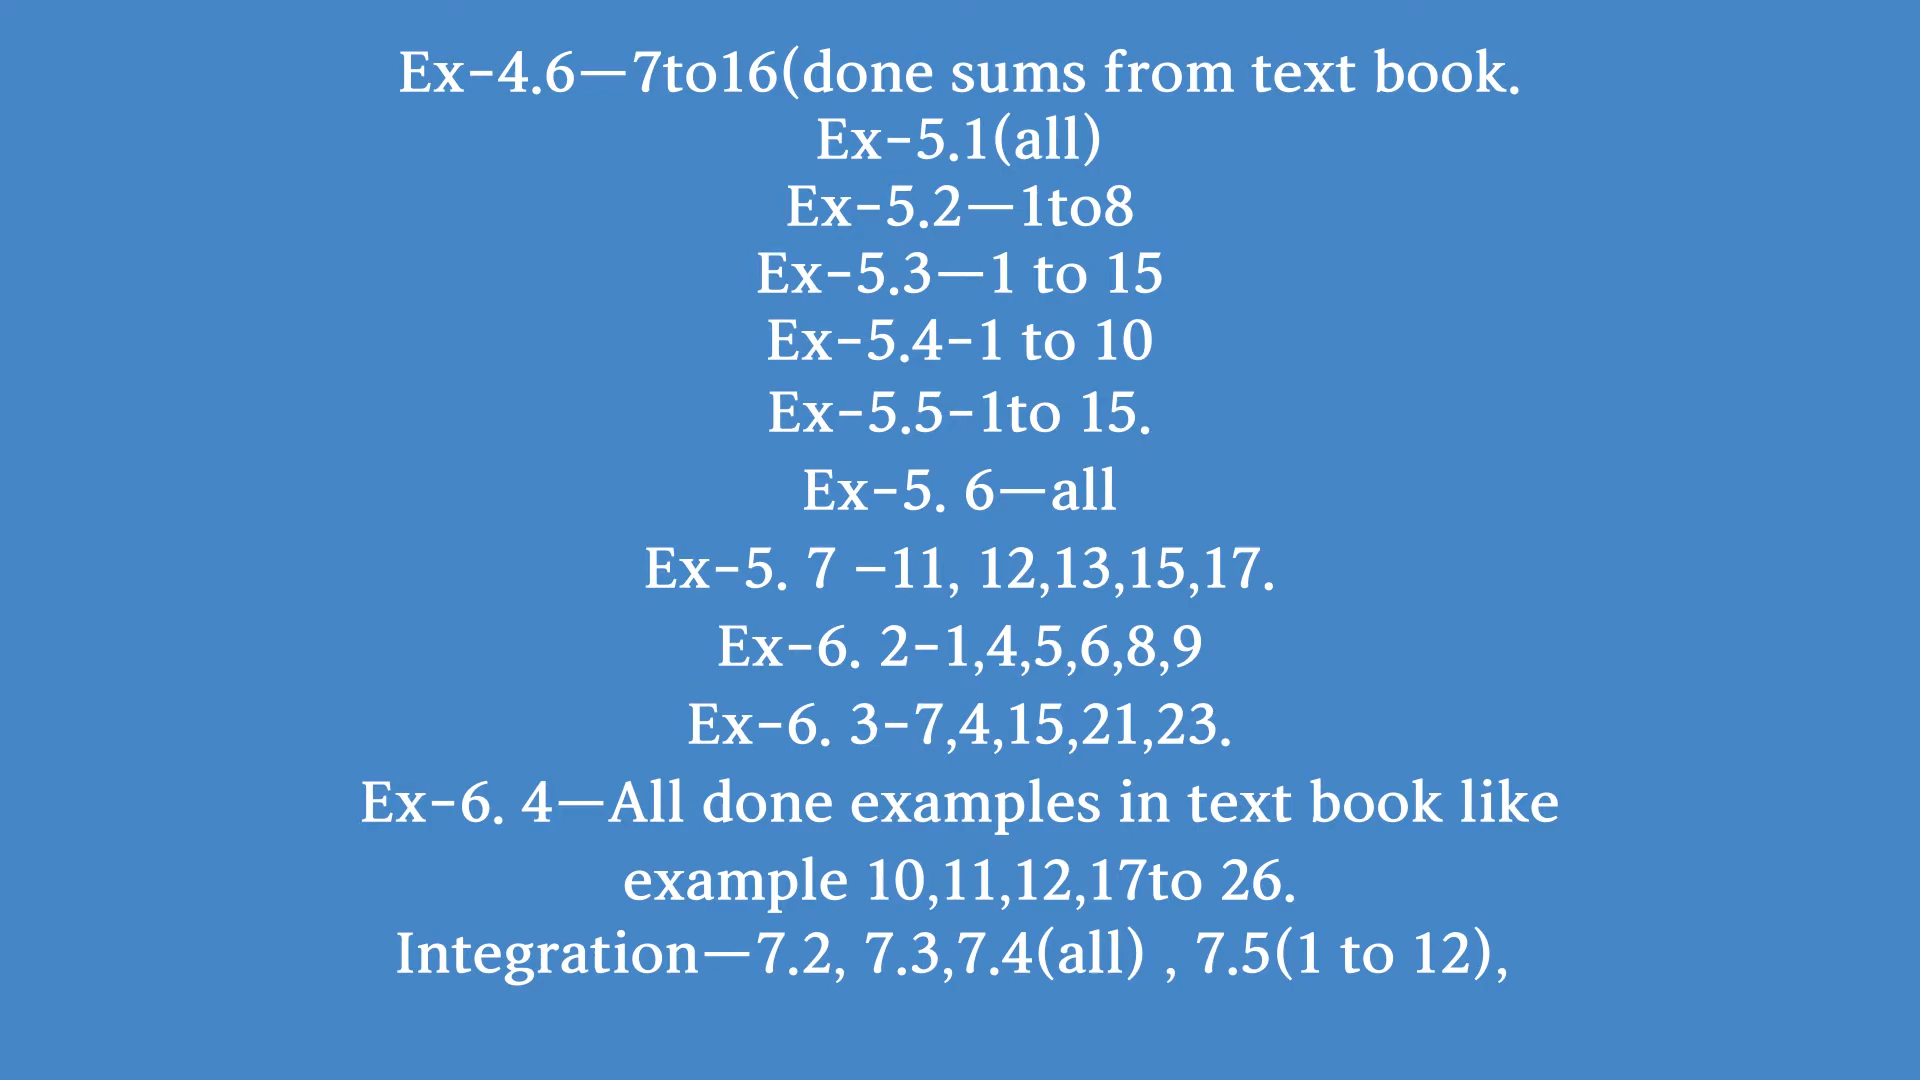 Ex-4.6—7to16(done sums from text book.
Ex-5.1(all)
Ex-5.2—1to8
Ex-5.3—1 to 15
Ex-5.4-1 to 10
Ex-5.5-1to 15.
Ex-5. 6—all
Ex-5. 7 –11, 12,13,15,17.
Ex-6. 2-1,4,5,6,8,9
Ex-6. 3-7,4,15,21,23.
Ex-6. 4—All done examples in text book like
example 10,11,12,17to 26.
Integration—7.2, 7.3,7.4(all) , 7.5(1 to 12),